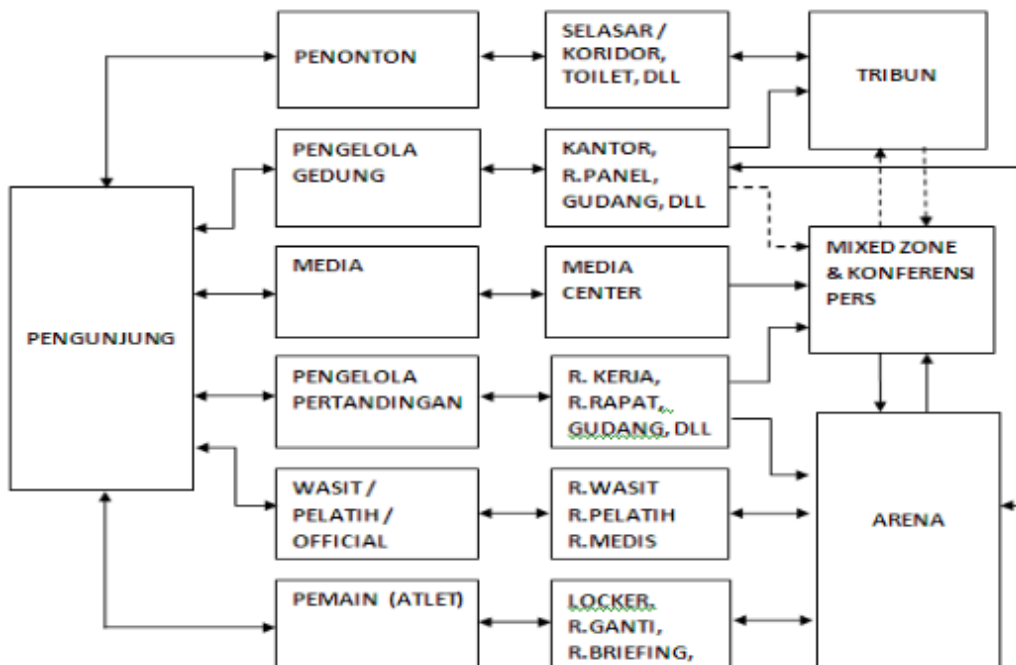 PENGUNJUNG
PENONTON
SELASAR /
KORIDOR,
TOILET, DLL
TRIBUN
PENGELOLA
GEDUNG
KANTOR,
R.PANEL,
GUDANG, DLL
MEDIA
MEDIA
CENTER
MIXED ZONE
& KONFERENSI
PERS
PENGELOLA
PERTANDINGAN
R. KERJA,
R.RAPAT,
GUDANG, DLL
WASIT /
PELATIH /
OFFICIAL
R.WASIT
R.PELATIH
R.MEDIS
ARENA
PEMAIN (ATLET)
LOCKER.
R.GANTI,
R.BRIEFING,